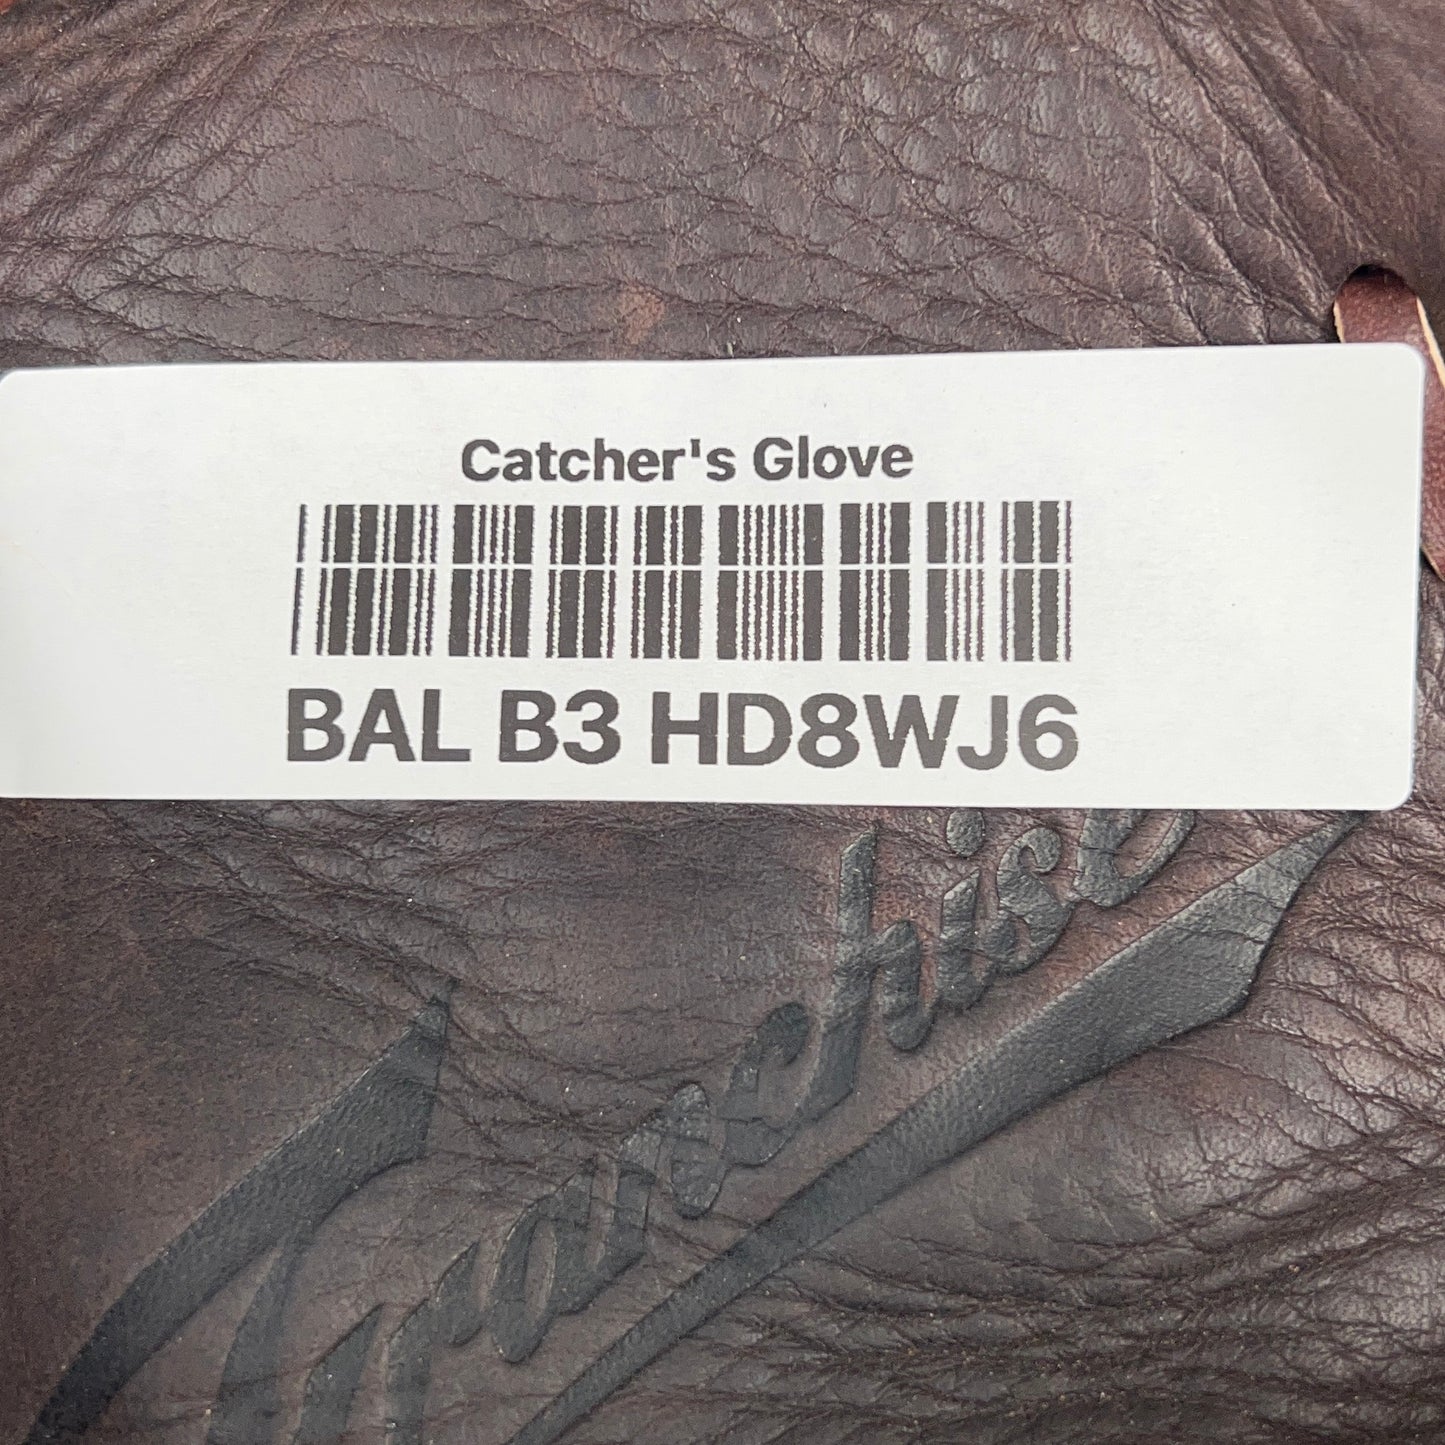 Catcher's Glove
BAL B3 HD8WJ6
Franchise